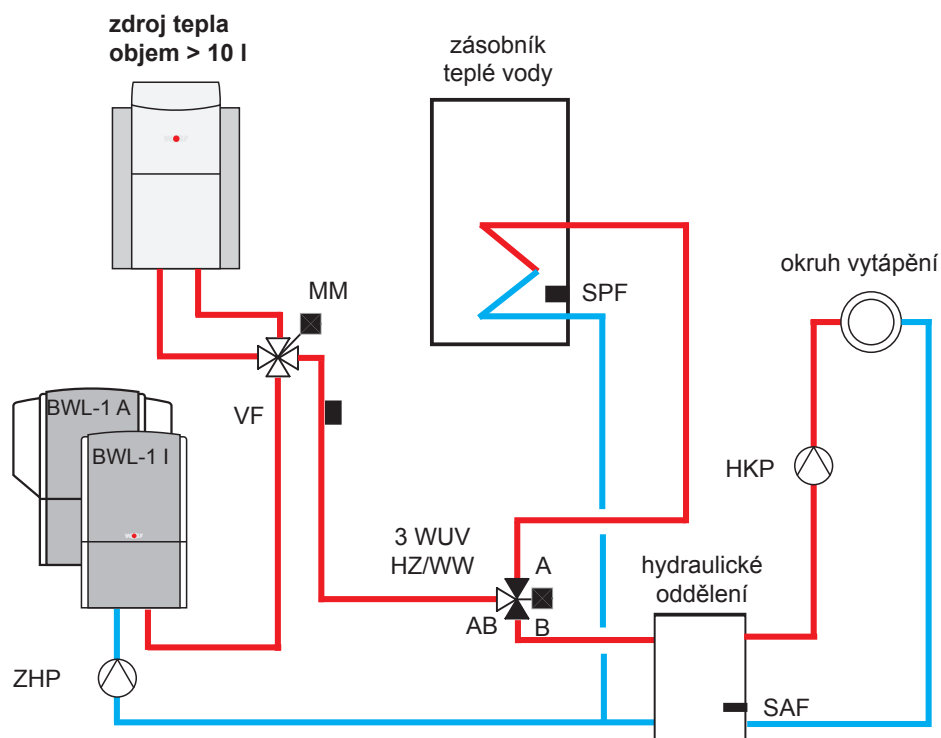 zdroj tepla
objem > 10 l
zásobník
teplé vody
okruh vytápění
MM
SPF
VF
BWL-1 A
BWL-1 I
HKP
3 WUV
HZ/WW
A
hydraulické
oddělení
AB
B
ZHP
SAF